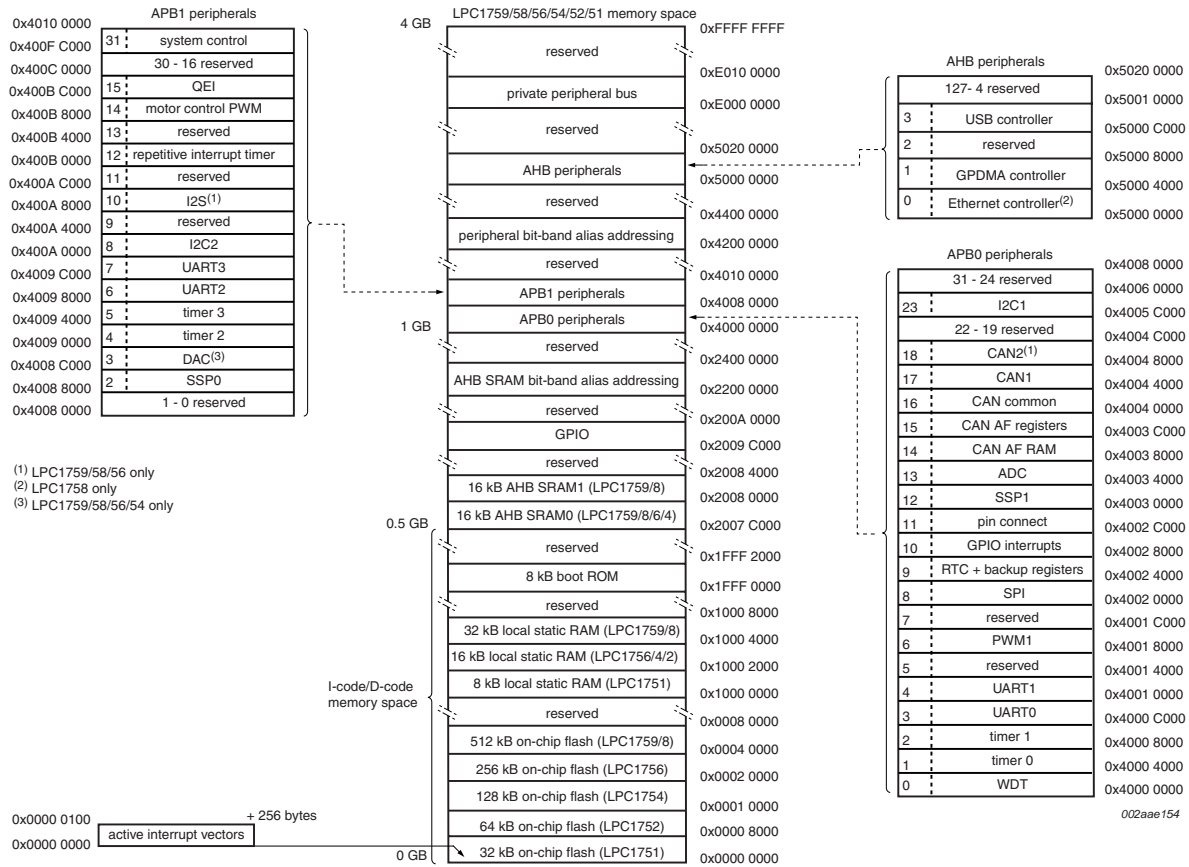 APB1 peripherals
0x4010 0000
31 system control
0x400F C000
30 - 16 reserved
0x400C 0000
15 QEI
0x400B C000
14 motor control PWM
0x400B 8000
13 reserved
0x400B 4000
12 repetitive interrupt timer
0x400B 0000
11 reserved
0x400A C000
10 I2S(1)
0x400A 8000
9 reserved
0x400A 4000
8 I2C2
0x400A 0000
7 UART3
0x4009 C000
6 UART2
0x4009 8000
5 timer 3
0x4009 4000
4 timer 2
0x4009 0000
3 DAC(3)
0x4008 C000
2 SSP0
0x4008 8000
1 - 0 reserved
0x4008 0000
(1) LPC1759/58/56 only
(2) LPC1758 only
(3) LPC1759/58/56/54 only
LPC1759/58/56/54/52/51 memory space
4 GB
0xFFFF FFFF
reserved
0xE010 0000
private peripheral bus
0xE000 0000
reserved
0x5020 0000
AHB peripherals
0x5000 0000
0x4400 0000
peripheral bit-band alias addressing
0x4200 0000
reserved
0x4010 0000
APB1 peripherals
0x4008 0000
APB0 peripherals
1 GB
0x4000 0000
reserved
0x2400 0000
AHB SRAM bit-band alias addressing
0x2200 0000
reserved
0x200A 0000
GPIO
0x2009 C000
reserved
0x2008 4000
16 kB AHB SRAM1 (LPC1759/8)
0x2008 0000
16 kB AHB SRAM0 (LPC1759/8/6/4)
0.5 GB
0x2007 C000
reserved
0x1FFF 2000
8 kB boot ROM
0x1FFF 0000
reserved
0x1000 8000
32 kB local static RAM (LPC1759/8)
0x1000 4000
16 kB local static RAM (LPC1756/4/2)
0x1000 2000
8 kB local static RAM (LPC1751)
0x1000 0000
I-code/D-code
memory space
reserved
0x0008 0000
512 kB on-chip flash (LPC1759/8)
0x0004 0000
256 kB on-chip flash (LPC1756)
0x0002 0000
128 kB on-chip flash (LPC1754)
0x0001 0000
64 kB on-chip flash (LPC1752)
0x0000 8000
32 kB on-chip flash (LPC1751)
0 GB
0x0000 0000
+ 256 bytes
0x0000 0100
active interrupt vectors
0x0000 0000
AHB peripherals
0x5020 0000
127- 4 reserved
0x5001 0000
3 USB controller
0x5000 C000
2 reserved
0x5000 8000
1 GPDMA controller
0x5000 4000
0 Ethernet controller(2)
0x5000 0000
APB0 peripherals
0x4008 0000
31 - 24 reserved
0x4006 0000
23 I2C1
0x4005 C000
22 - 19 reserved
0x4004 C000
18 CAN2(1)
0x4004 8000
17 CAN1
0x4004 4000
16 CAN common
0x4004 0000
15 CAN AF registers
0x4003 C000
14 CAN AF RAM
0x4003 8000
13 ADC
0x4003 4000
12 SSP1
0x4003 0000
11 pin connect
0x4002 C000
10 GPIO interrupts
0x4002 8000
9 RTC + backup registers
0x4002 4000
8 SPI
0x4002 0000
7 reserved
0x4001 C000
6 PWM1
0x4001 8000
5 reserved
0x4001 4000
4 UART1
0x4001 0000
3 UART0
0x4000 C000
2 timer 1
0x4000 8000
1 timer 0
0x4000 4000
0 WDT
0x4000 0000
002aae154